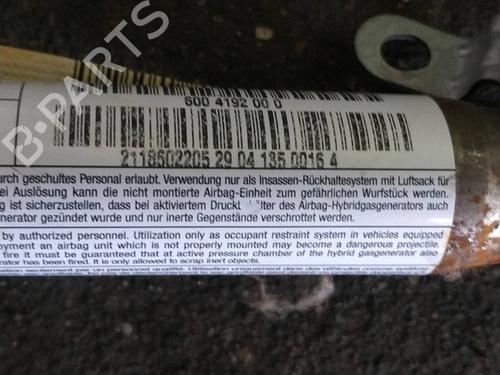 B-PARTS
600 4192 00 0
2118602205 29 04 135 0016 4
urch geschultes Personal erlaubt. Verwendung nur als Insassen-Rückhaltesystem mit Luftsack für
ei Auslösung kann die nicht montierte Airbag-Einheit zum gefährlichen Wurfstück werden.
g ist sicherzustellen, dass bei aktiviertem Druckb älter des Airbag-Hybridgasgenerators auch
enerator gezündet wurde und nur inerte Gegenstände verschrottet werden.
by authorized personnel. Utilization only as occupant restraint system in vehicles equipped
oyment an airbag unit which is not properly mounted may become a dangerous projectile.
fire it must be guaranteed that at active pressure chamber of the hybrid gasgenerator also
rator has been fired. It is only allowed to scrap inert objects.